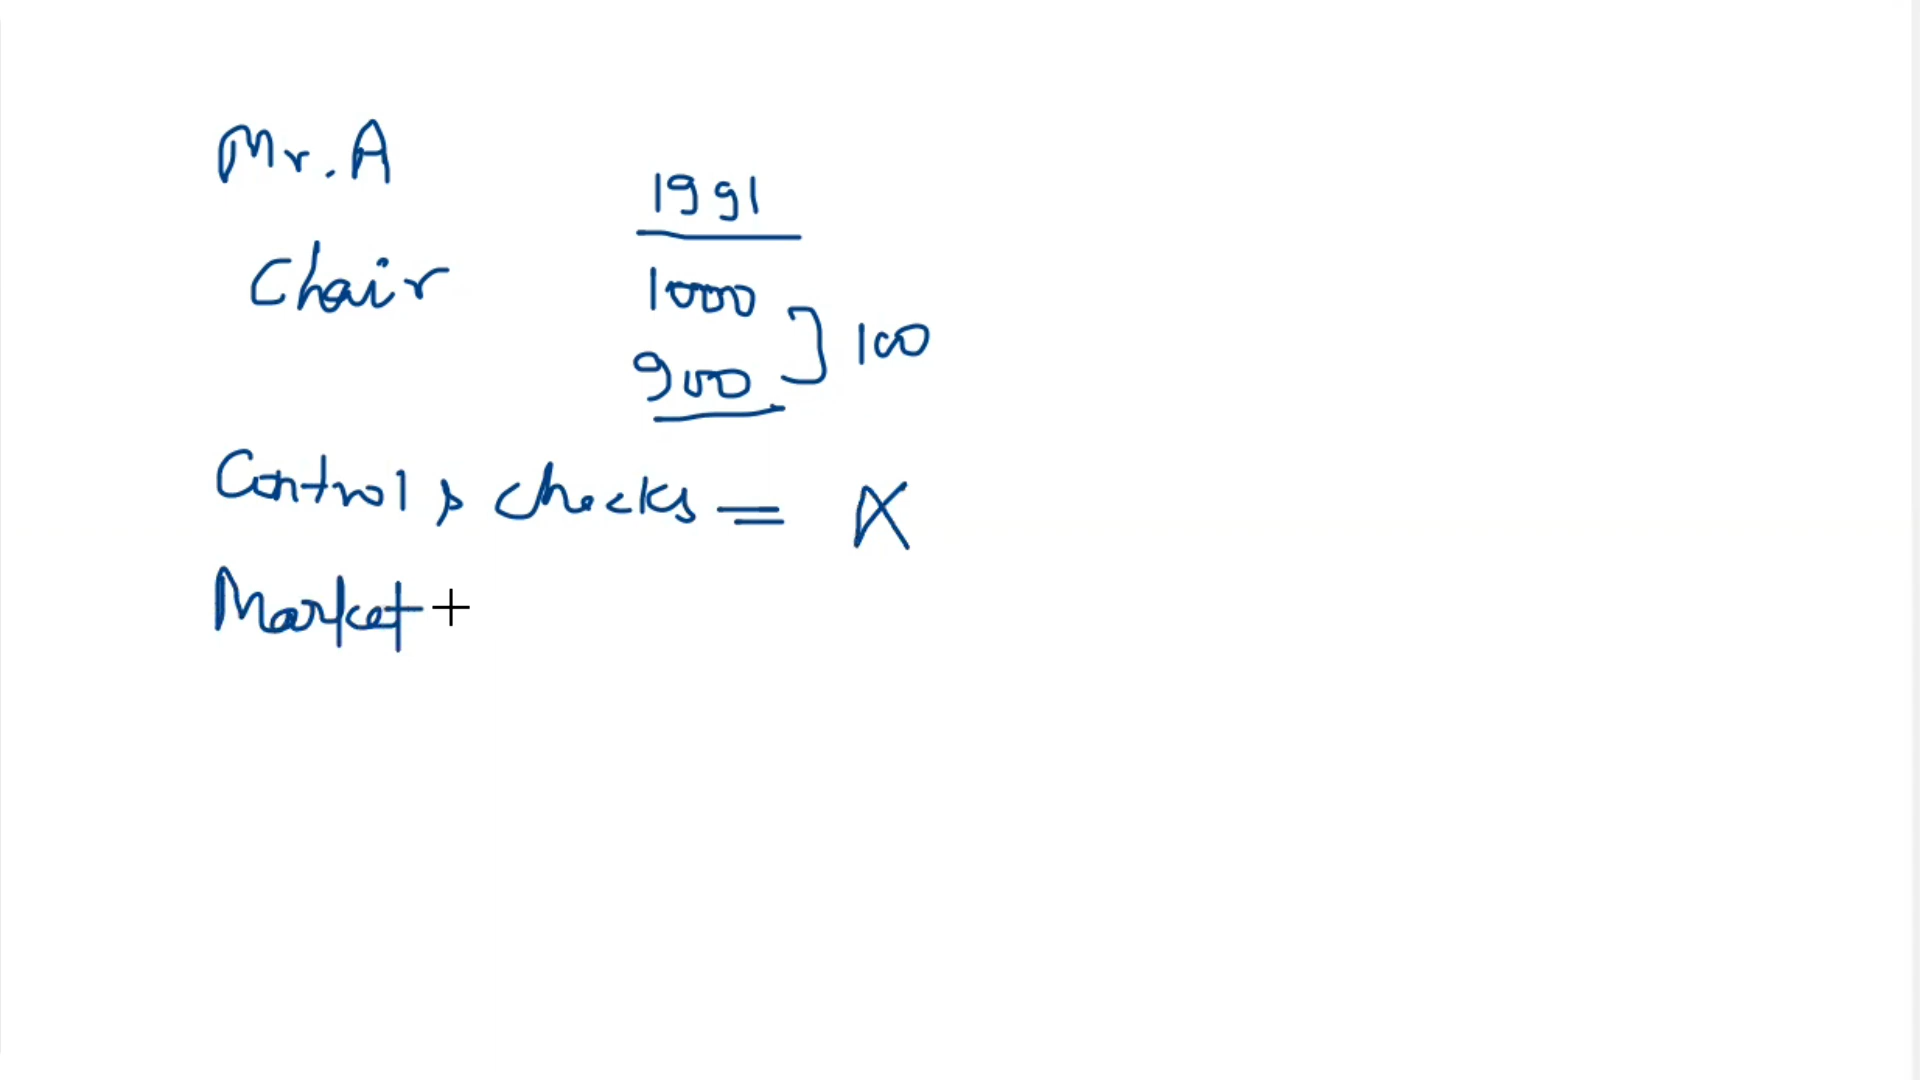 Mr. A
1991
Chair
1000
900 ] 100
Control, checks = X
Market